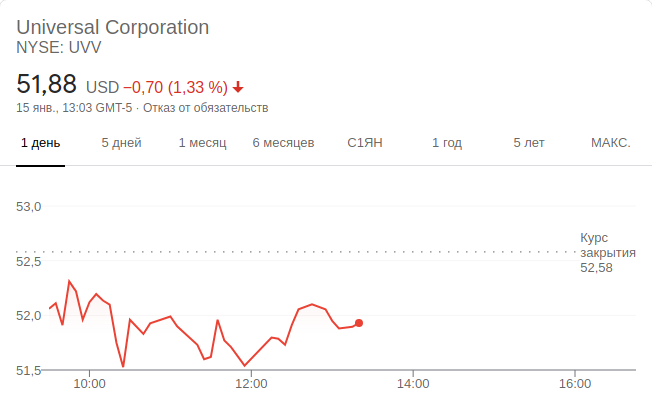 Universal Corporation
NYSE: UVV
51,88 USD −0,70 (1,33 %)
15 янв., 13:03 GMT-5 · Отказ от обязательств
1 день 5 дней 1 месяц 6 месяцев С1ЯН 1 год 5 лет МАКС.
53,0
Курс
закрытия
52,58
52,5
52,0
51,5
10:00 12:00 14:00 16:00